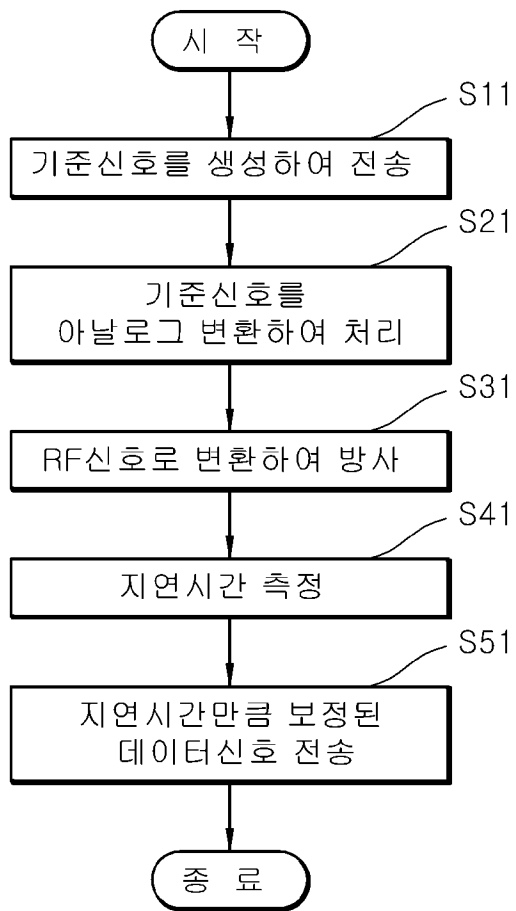 시 작
S11
기준신호를 생성하여 전송
S21
기준신호를
아날로그 변환하여 처리
S31
RF신호로 변환하여 방사
S41
지연시간 측정
S51
지연시간만큼 보정된
데이터신호 전송
종 료